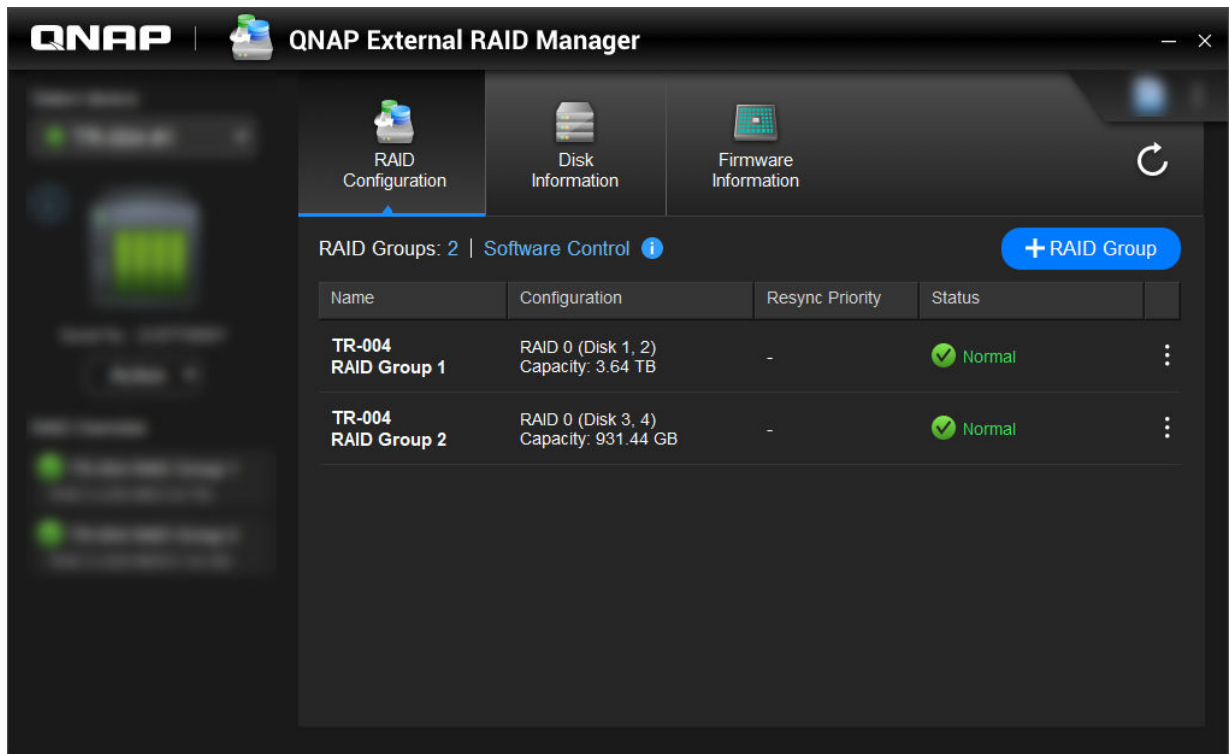 QNAP | QNAP External RAID Manager
RAID
Configuration
Disk
Information
Firmware
Information
RAID Groups: 2 | Software Control
+ RAID Group
Name Configuration Resync Priority Status
TR-004
RAID Group 1
RAID 0 (Disk 1, 2)
Capacity: 3.64 TB
-
Normal
TR-004
RAID Group 2
RAID 0 (Disk 3, 4)
Capacity: 931.44 GB
-
Normal